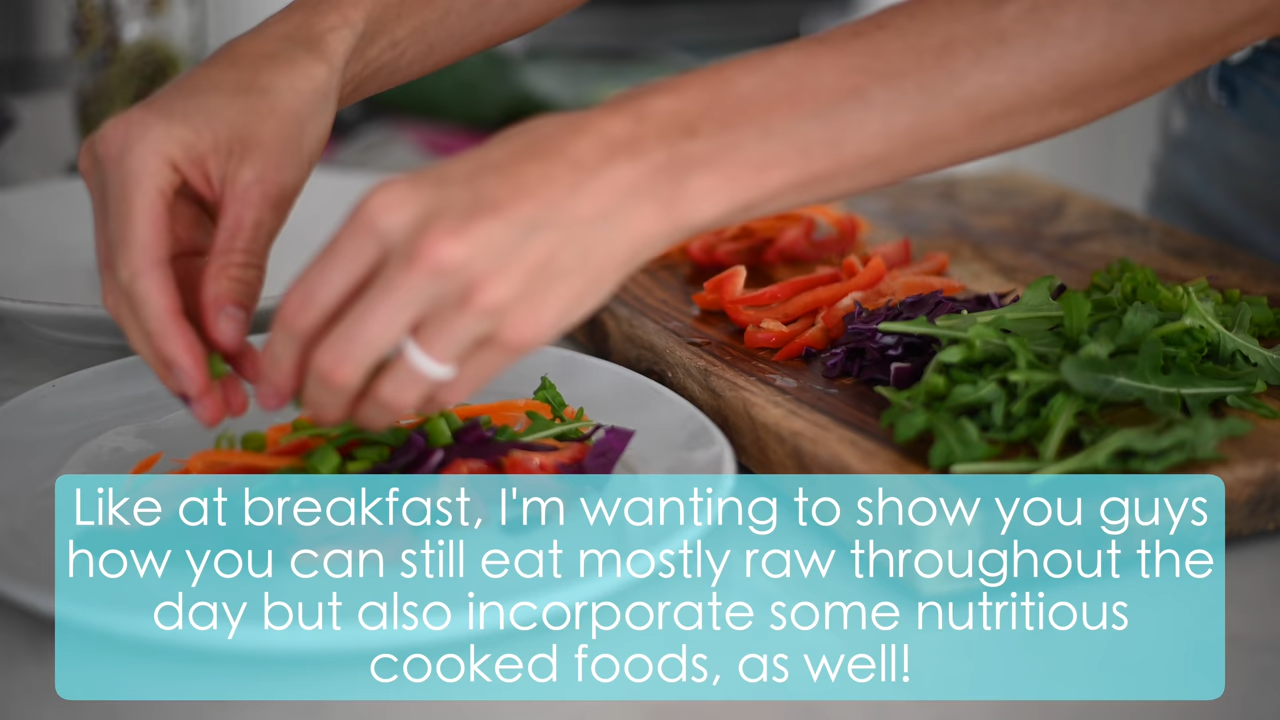 Like at breakfast, I'm wanting to show you guys
how you can still eat mostly raw throughout the
day but also incorporate some nutritious
cooked foods, as well!